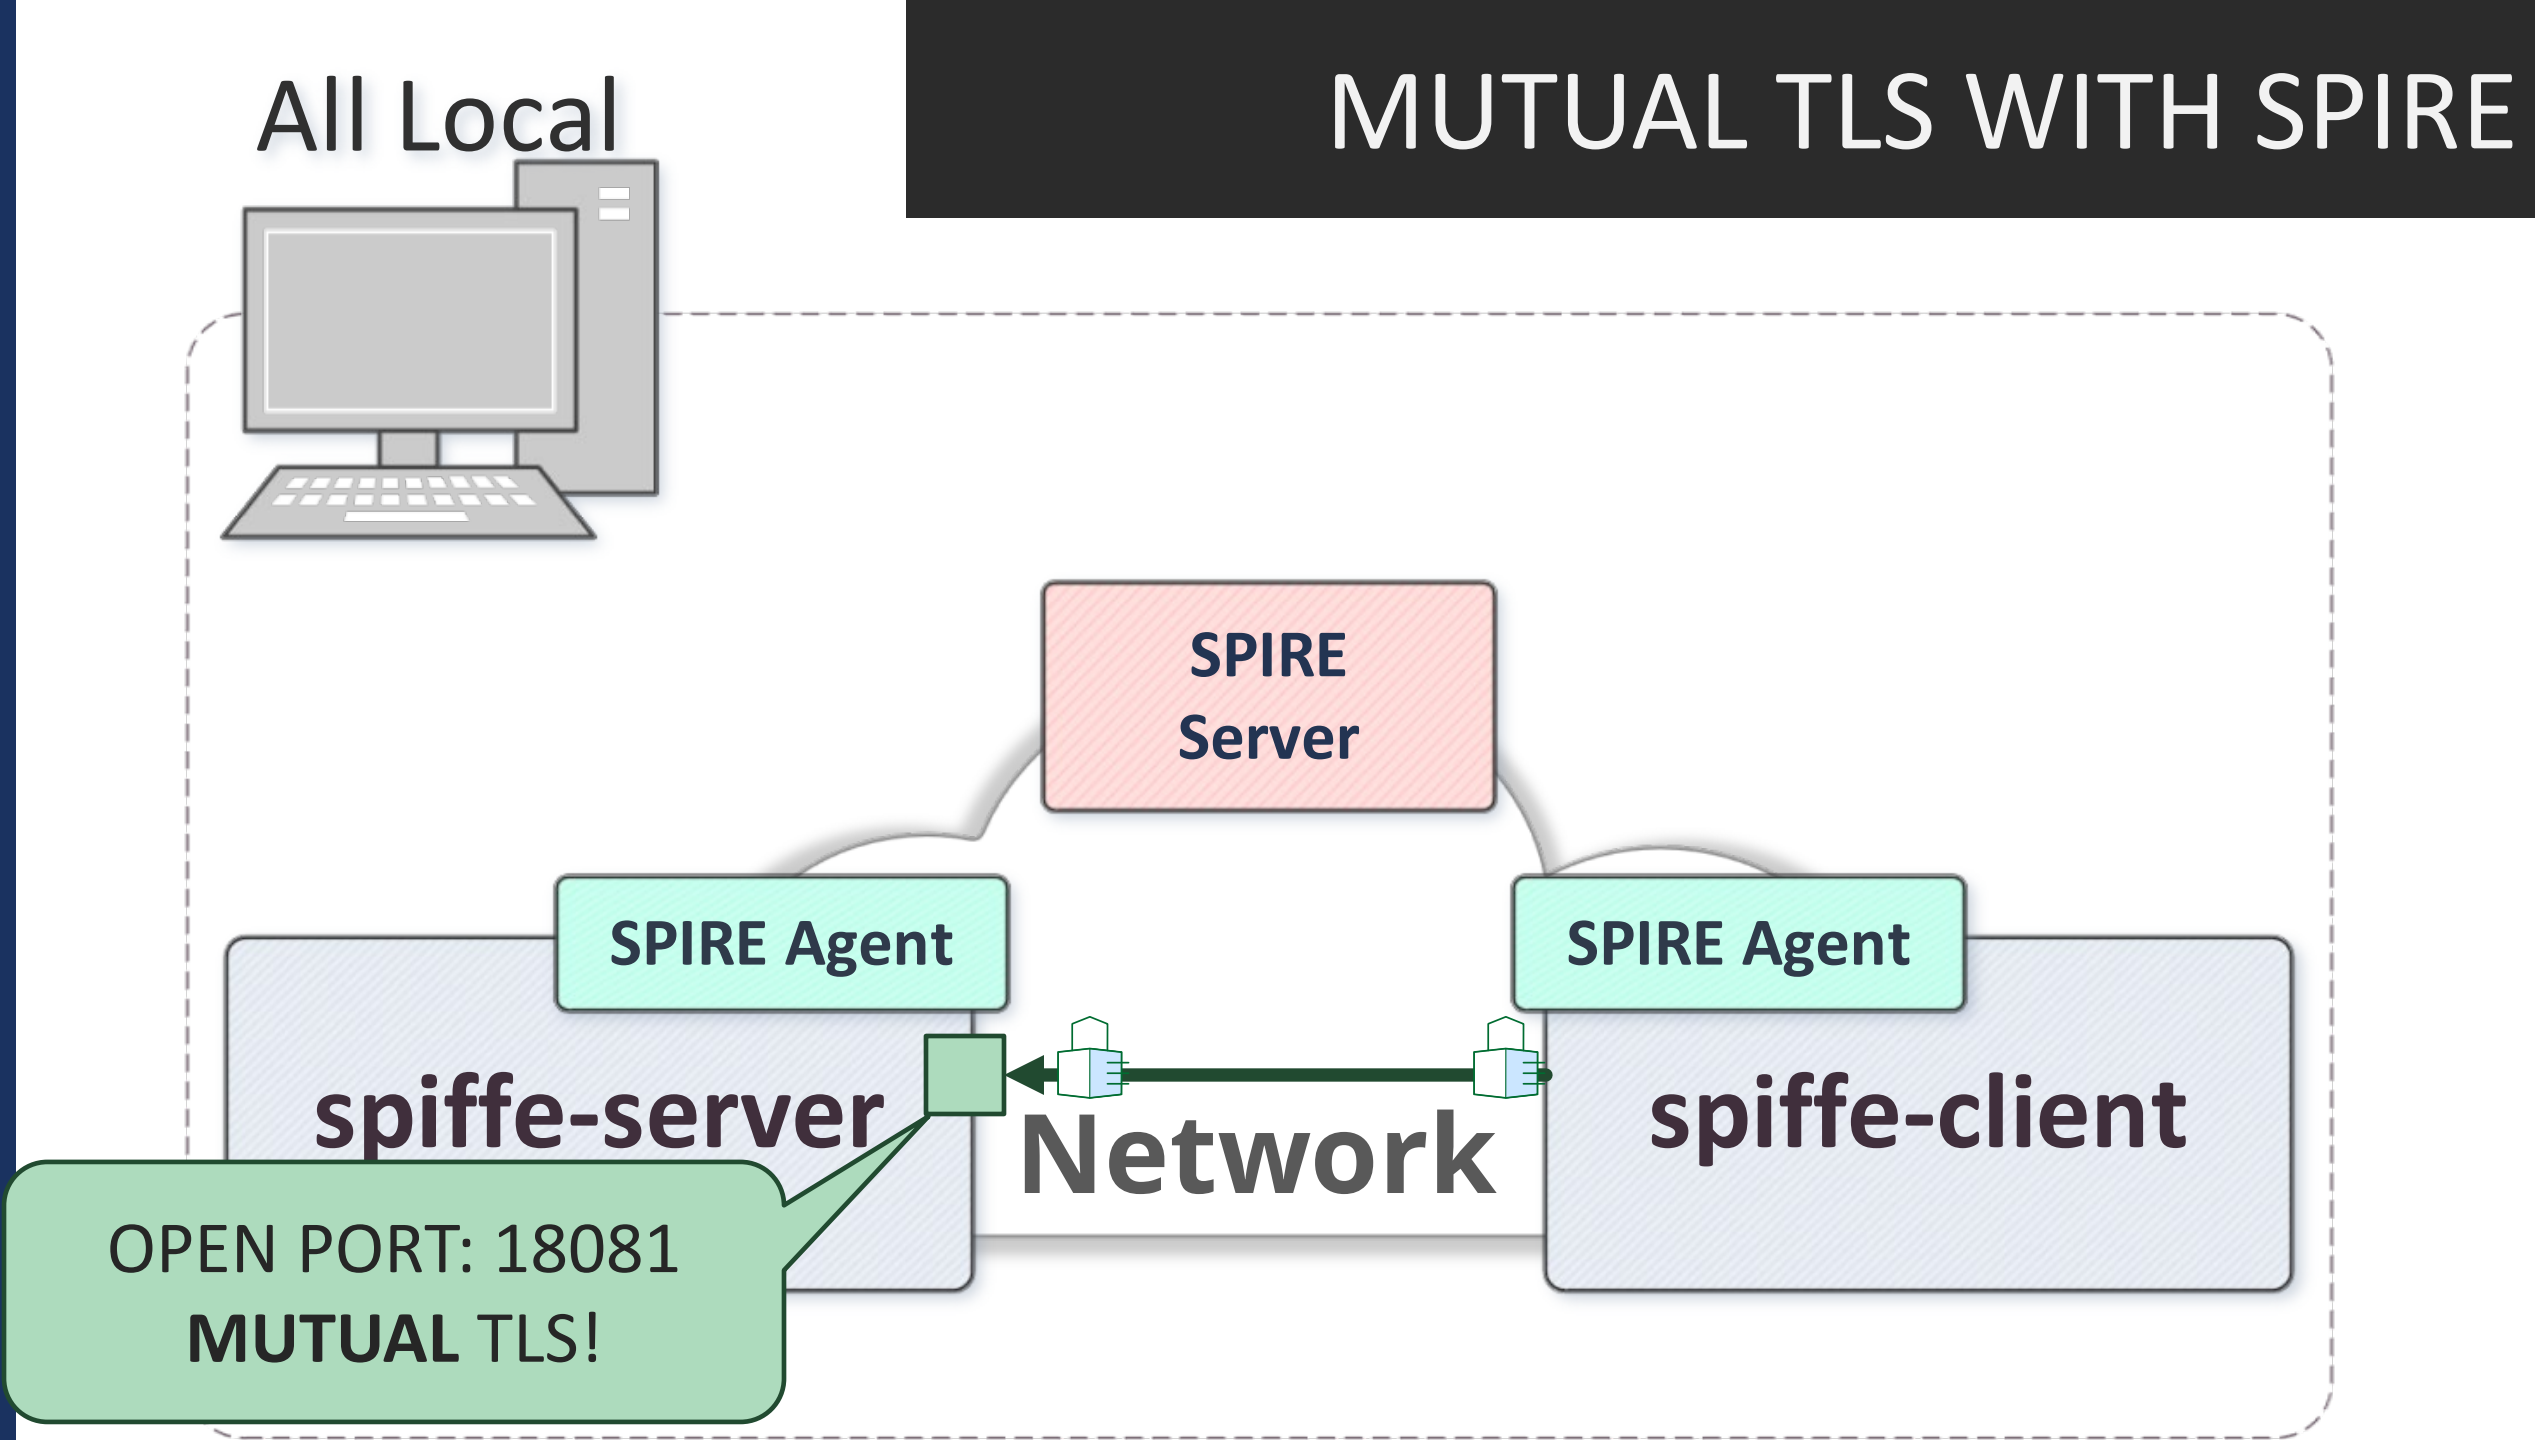 All Local
MUTUAL TLS WITH SPIRE
SPIRE
Server
SPIRE Agent
SPIRE Agent
spiffe-server
spiffe-client
Network
OPEN PORT: 18081
MUTUAL TLS!